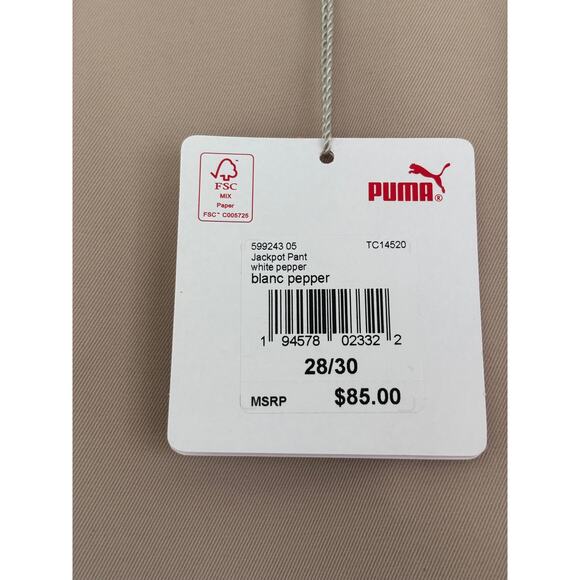 FSC
MIX
Paper
FSC™ C005725
PUMA®
599243 05 TC14520
Jackpot Pant
white pepper
blanc pepper
1 94578 02332 2
28/30
MSRP $85.00